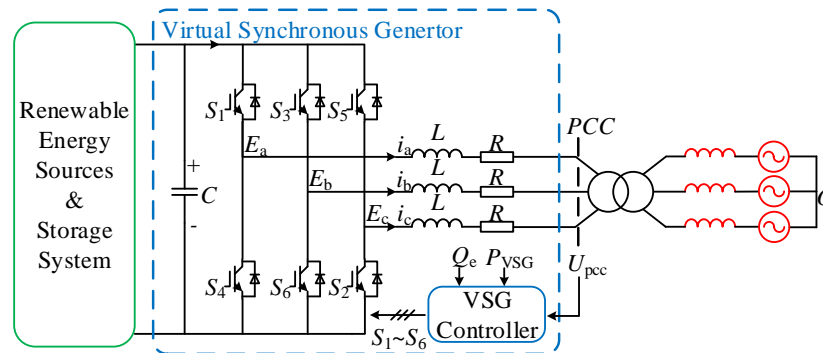 Virtual Synchronous Genertor
Renewable
Energy
Sources
&
Storage
System
+
C
-
S1
S3
S5
Ea
Eb
Ec
ia
ib
ic
L
R
L
R
L
R
PCC
Upcc
S4
S6
S2
Qe
PVSG
VSG
Controller
S1~S6